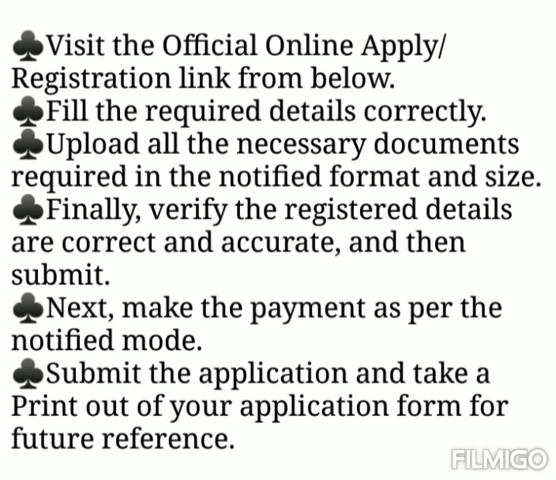 ♣Visit the Official Online Apply/
Registration link from below.
♣Fill the required details correctly.
♣Upload all the necessary documents
required in the notified format and size.
♣Finally, verify the registered details
are correct and accurate, and then
submit.
♣Next, make the payment as per the
notified mode.
♣Submit the application and take a
Print out of your application form for
future reference.
FILMIGO